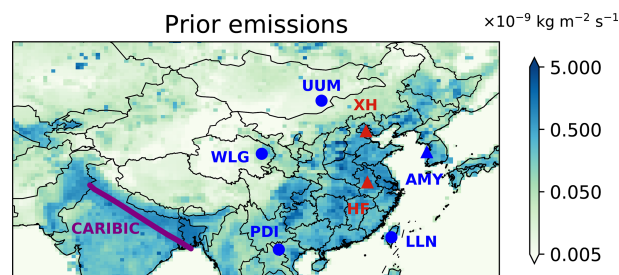 Prior emissions
×10⁻⁹ kg m⁻² s⁻¹
UUM
XH
WLG
AMY
HF
CARIBIC
PDI
LLN
5.000
0.500
0.050
0.005